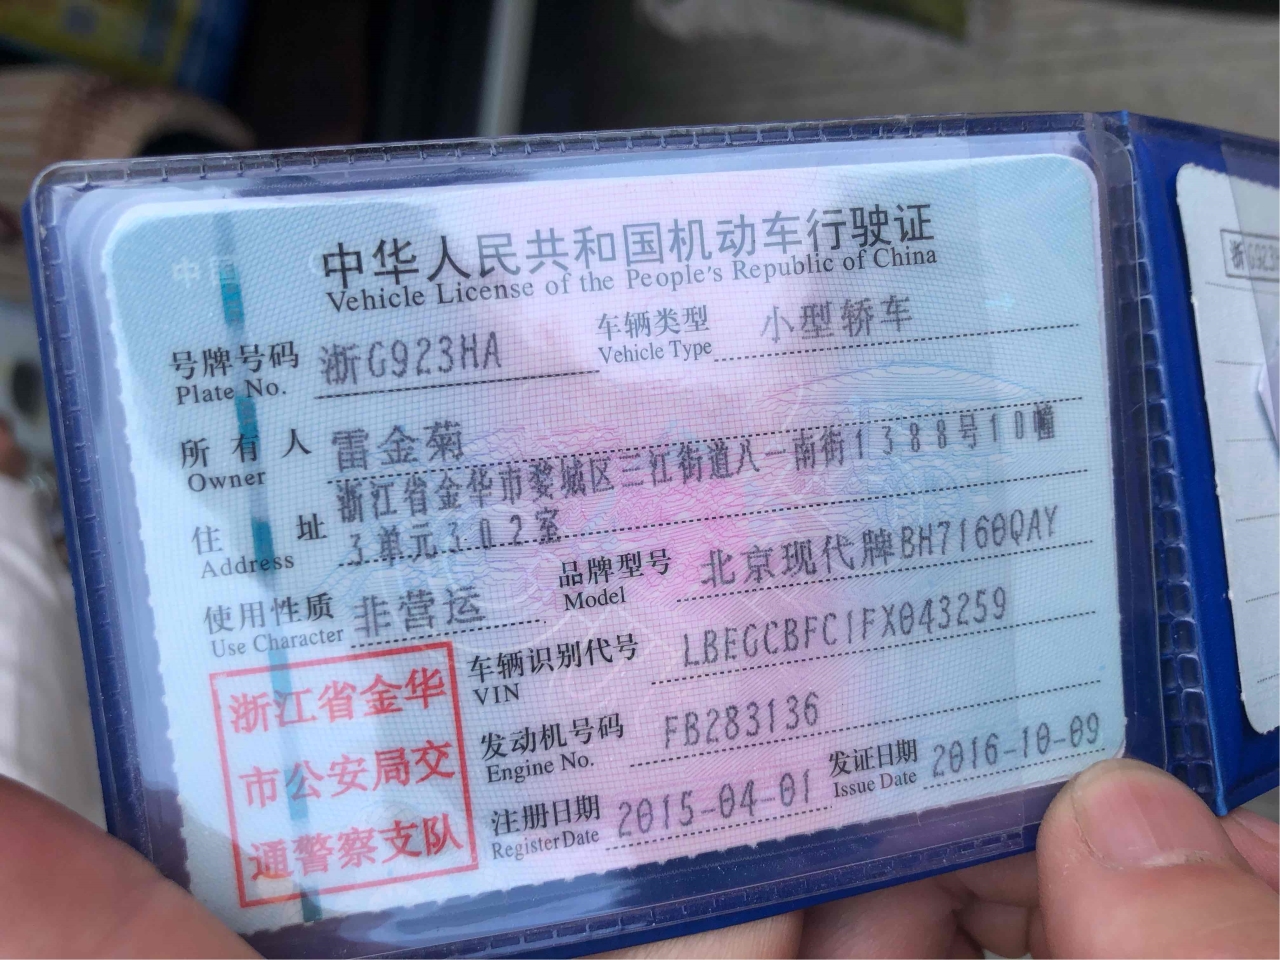 中华人民共和国机动车行驶证
Vehicle License of the People's Republic of China
号牌号码 浙G923HA 车辆类型 小型轿车
Plate No. Vehicle Type
所有人 雷金菊
Owner
住址 浙江省金华市婺城区三江街道八一南街1388号10幢
Address 3单元302室
品牌型号 北京现代牌BH7160QAY
Model
使用性质 非营运
Use Character
车辆识别代号 LBEGCBFC1FX043259
VIN
发动机号码 FB283136
Engine No.
注册日期 2015-04-01 发证日期 2016-10-09
Register Date Issue Date
浙江省金华
市公安局交
通警察支队
浙G923